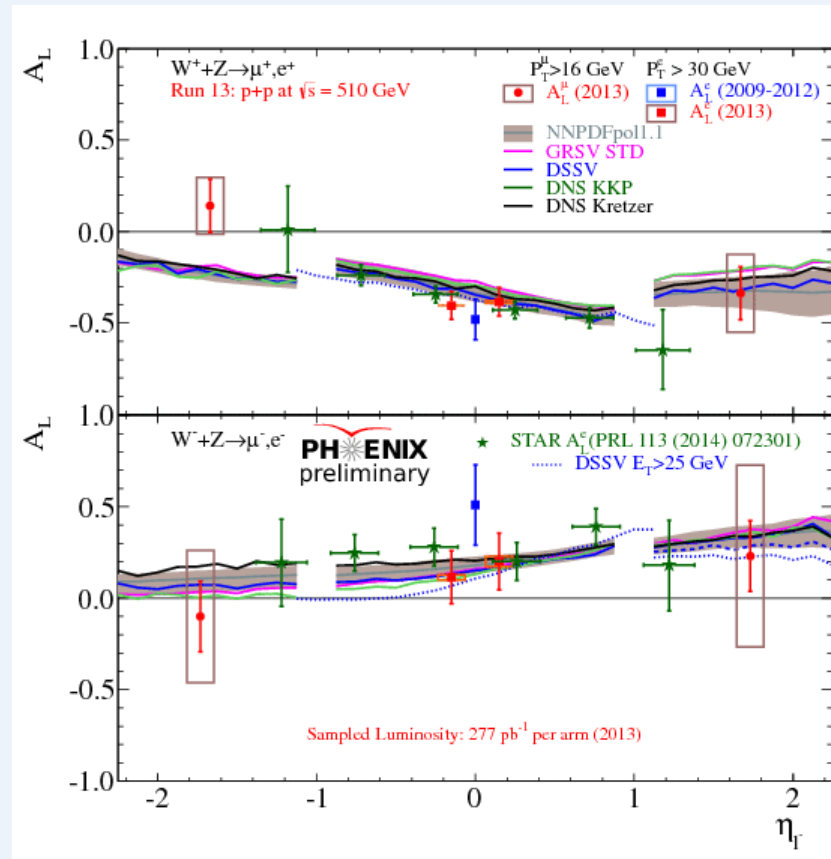 A_L
1.0
0.5
0.0
-0.5
1.0
W⁺+Z→μ⁺,e⁺
Run 13: p+p at √s = 510 GeV
P_T^μ>16 GeV P_T^e > 30 GeV
A_L^μ (2013)
A_L^e (2009-2012)
A_L^e (2013)
NNPDFpol1.1
GRSV STD
DSSV
DNS KKP
DNS Kretzer
A_L
0.5
0.0
-0.5
-1.0
W⁻+Z→μ⁻,e⁻
PHENIX
preliminary
STAR A_L^e(PRL 113 (2014) 072301)
DSSV E_T>25 GeV
Sampled Luminosity: 277 pb⁻¹ per arm (2013)
-2 -1 0 1 2